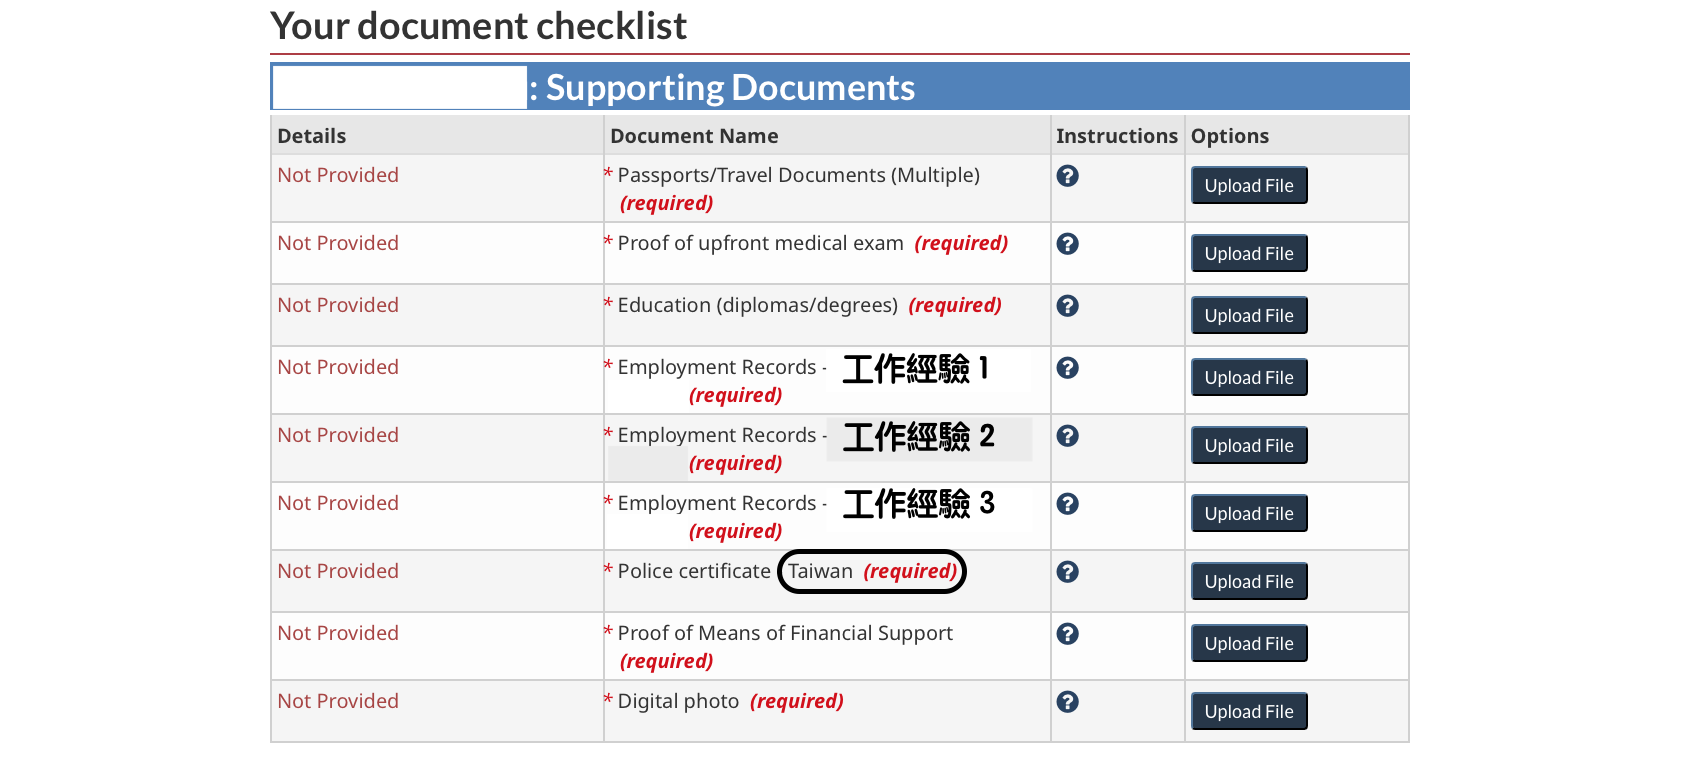 Your document checklist
: Supporting Documents
Details Document Name Instructions Options
Not Provided * Passports/Travel Documents (Multiple) ? Upload File
(required)
Not Provided * Proof of upfront medical exam (required) ? Upload File
Not Provided * Education (diplomas/degrees) (required) ? Upload File
Not Provided * Employment Records - 工作經驗 1 ? Upload File
(required)
Not Provided * Employment Records - 工作經驗 2 ? Upload File
(required)
Not Provided * Employment Records - 工作經驗 3 ? Upload File
(required)
Not Provided * Police certificate Taiwan (required) ? Upload File
Not Provided * Proof of Means of Financial Support ? Upload File
(required)
Not Provided * Digital photo (required) ? Upload File